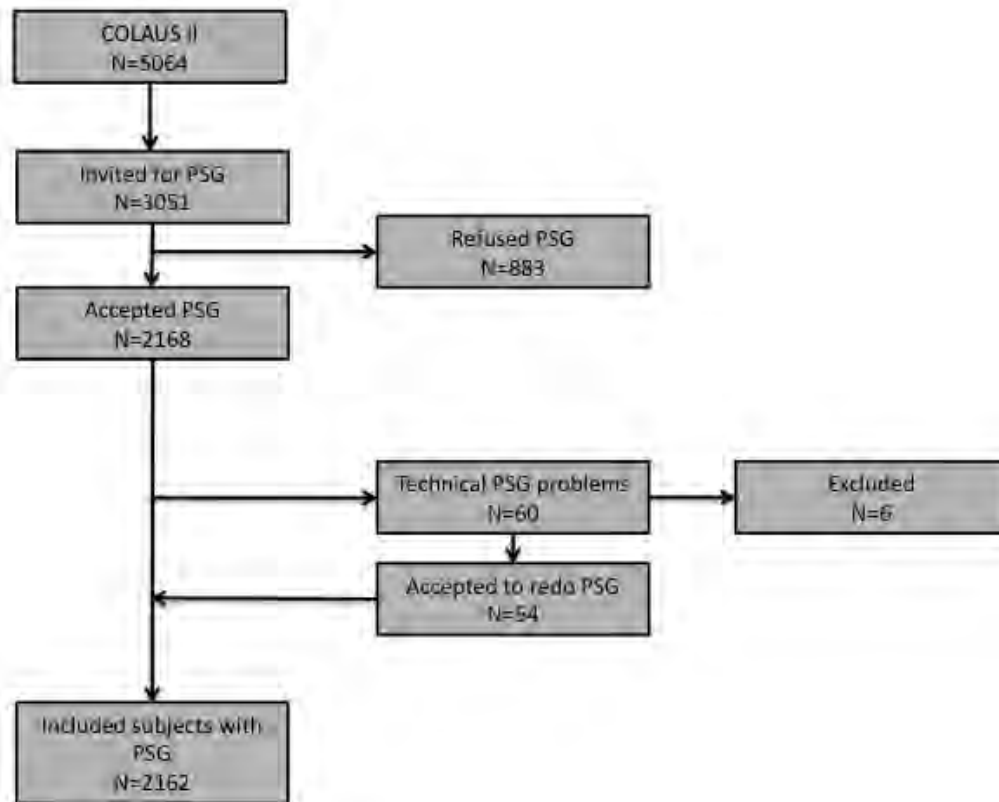 COLAUS II
N=5064
Invited for PSG
N=3051
Refused PSG
N=883
Accepted PSG
N=2168
Technical PSG problems
N=60
Excluded
N=6
Accepted to redo PSG
N=54
Included subjects with
PSG
N=2162